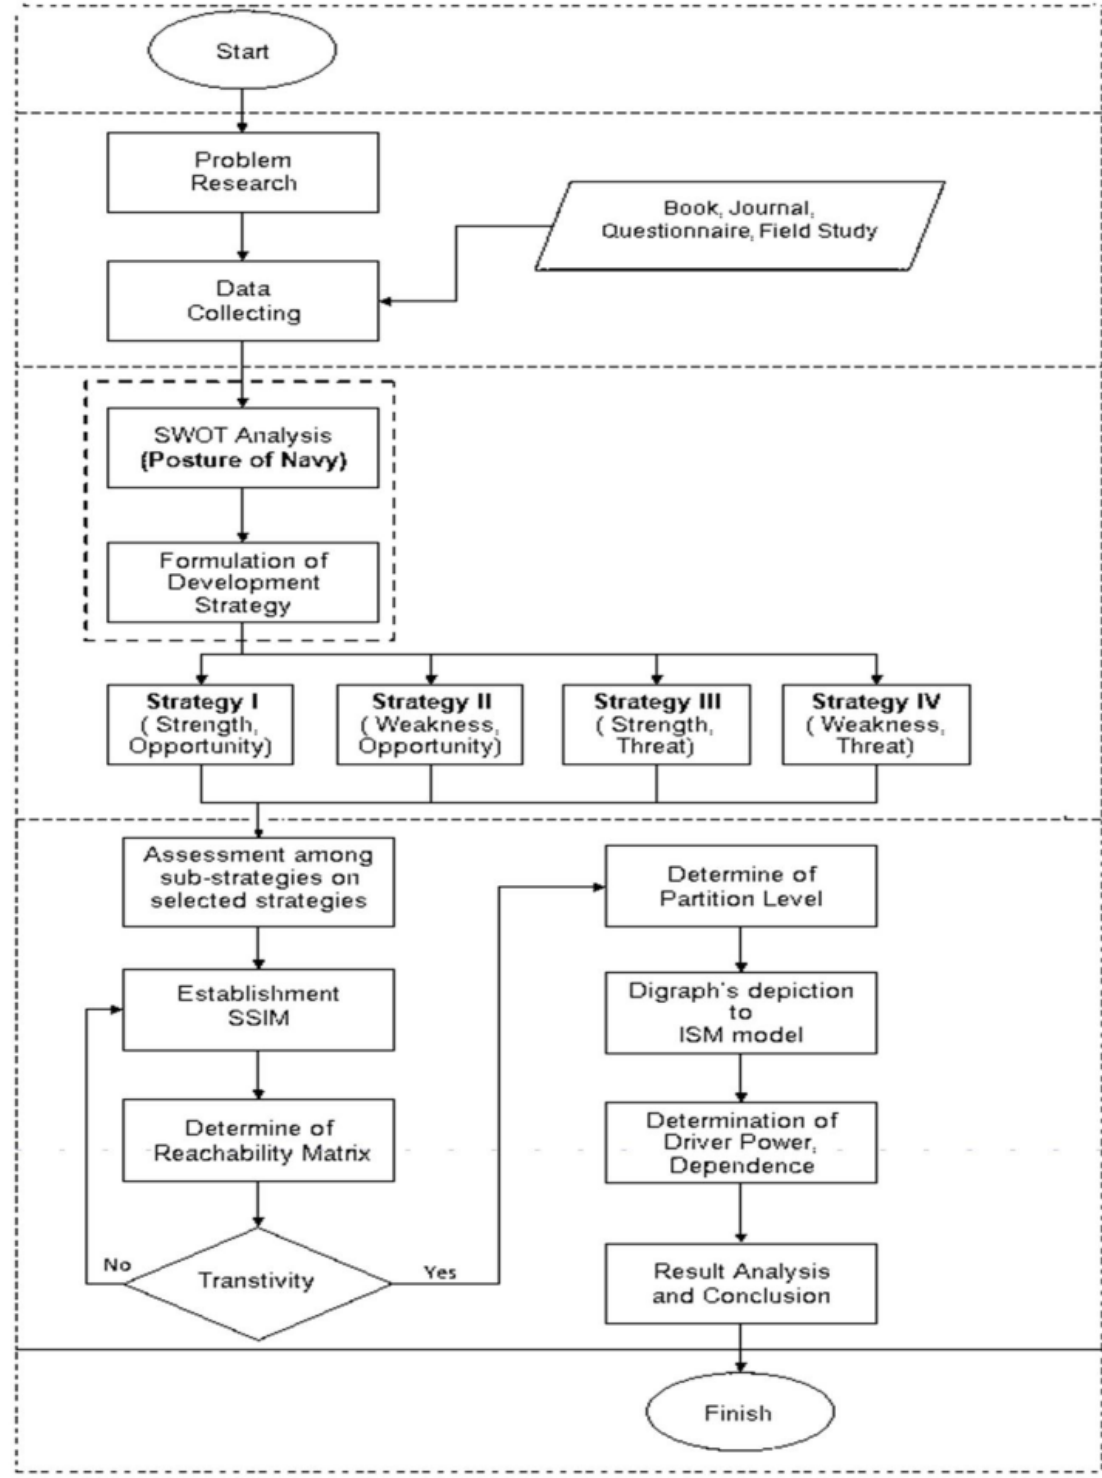 Start
Problem
Research
Book, Journal,
Questionnaire, Field Study
Data
Collecting
SWOT Analysis
(Posture of Navy)
Formulation of
Development
Strategy
Strategy I
( Strength,
Opportunity)
Strategy II
( Weakness,
Opportunity)
Strategy III
( Strength,
Threat)
Strategy IV
( Weakness,
Threat)
Assessment among
sub-strategies on
selected strategies
Establishment
SSIM
Determine of
Reachability Matrix
Transtivity
No
Yes
Determine of
Partition Level
Digraph's depiction
to
ISM model
Determination of
Driver Power,
Dependence
Result Analysis
and Conclusion
Finish